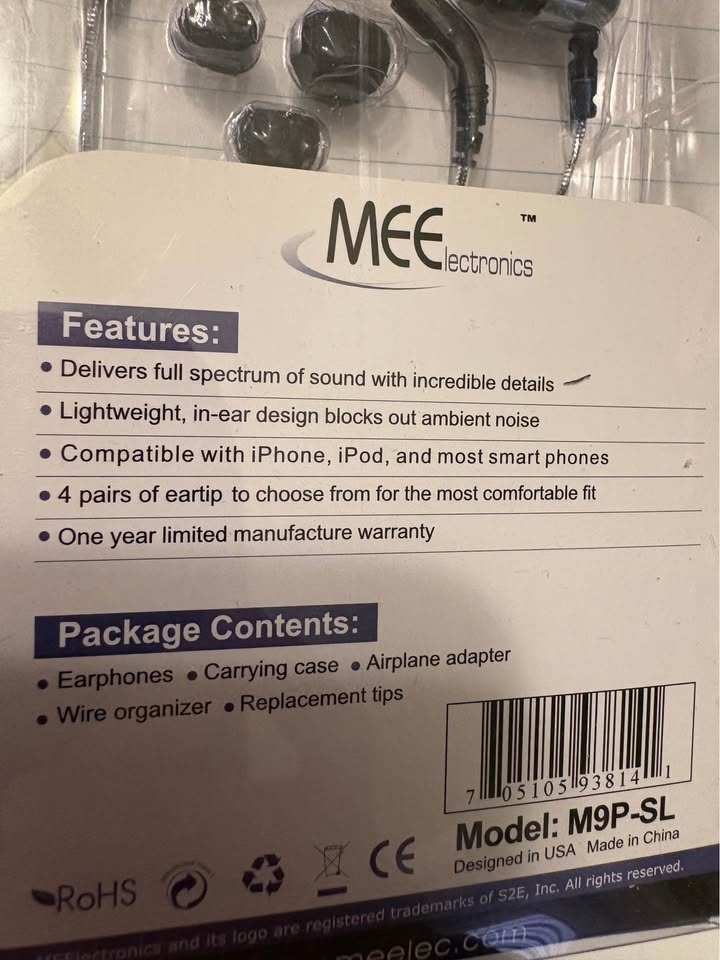 MEElectronics™
Features:
• Delivers full spectrum of sound with incredible details
• Lightweight, in-ear design blocks out ambient noise
• Compatible with iPhone, iPod, and most smart phones
• 4 pairs of eartip to choose from for the most comfortable fit
• One year limited manufacture warranty
Package Contents:
• Earphones • Carrying case • Airplane adapter
• Wire organizer • Replacement tips
7 05105 93814 1
Model: M9P-SL
Designed in USA Made in China
RoHS CE
MEElectronics and its logo are registered trademarks of S2E, Inc. All rights reserved.
meelec.com